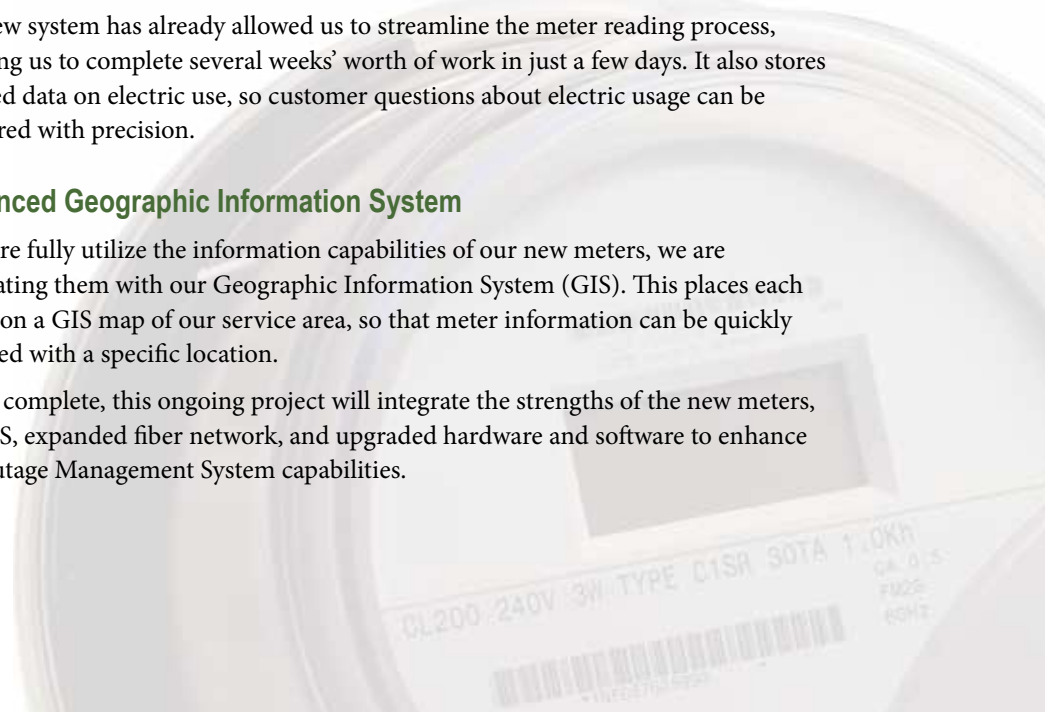 ew system has already allowed us to streamline the meter reading process,
ng us to complete several weeks’ worth of work in just a few days. It also stores
ed data on electric use, so customer questions about electric usage can be
red with precision.
nced Geographic Information System
re fully utilize the information capabilities of our new meters, we are
ating them with our Geographic Information System (GIS). This places each
on a GIS map of our service area, so that meter information can be quickly
ed with a specific location.
complete, this ongoing project will integrate the strengths of the new meters,
S, expanded fiber network, and upgraded hardware and software to enhance
utage Management System capabilities.
CL200 240V 3W TYPE C1SR SOTA 1.0Kh
CA 0.5
FM2S
60HZ